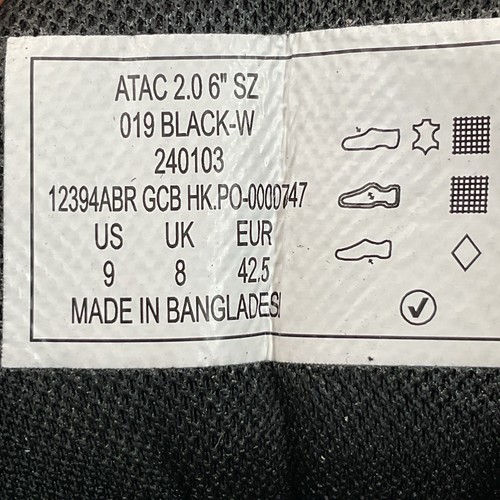 ATAC 2.0 6" SZ
019 BLACK-W
240103
12394ABR GCB HK.PO-0000747
US UK EUR
9 8 42.5
MADE IN BANGLADESH